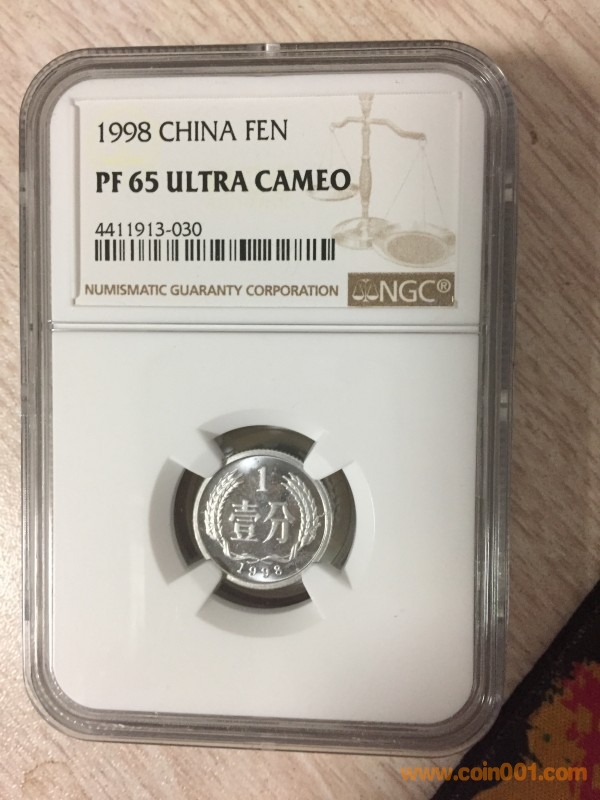 1998 CHINA FEN
PF 65 ULTRA CAMEO
4411913-030
NUMISMATIC GUARANTY CORPORATION
NGC®
1
壹分
1998
www.coin001.com